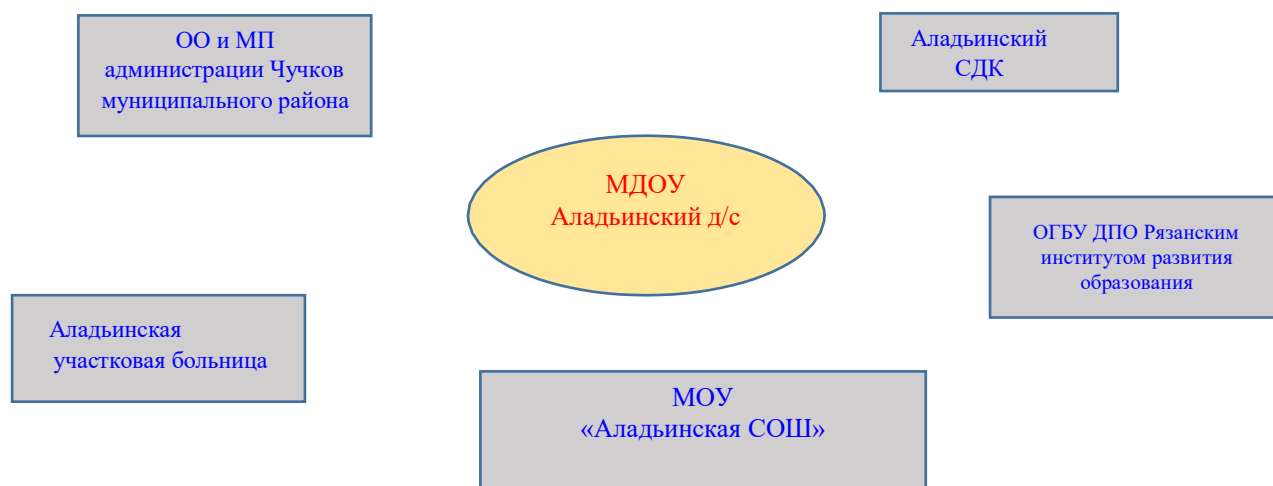 ОО и МП
администрации Чучков
муниципального района
Аладьинский
СДК
МДОУ
Аладьинский д/с
ОГБУ ДПО Рязанским
институтом развития
образования
Аладьинская
участковая больница
МОУ
«Аладьинская СОШ»